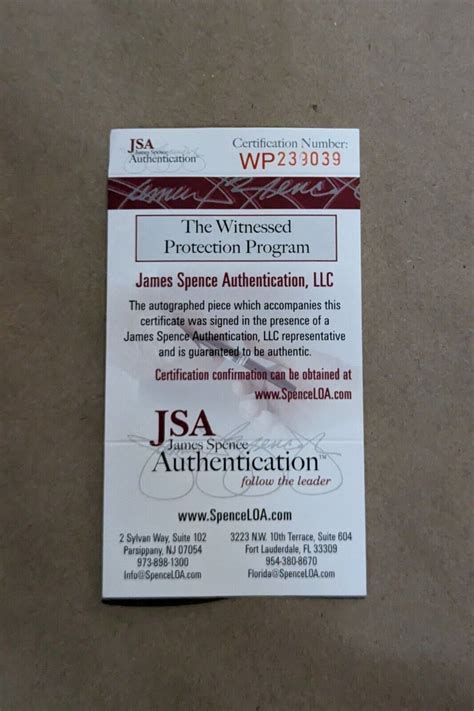 JSA
James Spence
Authentication™
Certification Number:
WP239039
The Witnessed
Protection Program
James Spence Authentication, LLC
The autographed piece which accompanies this
certificate was signed in the presence of a
James Spence Authentication, LLC representative
and is guaranteed to be authentic.
Certification confirmation can be obtained at
www.SpenceLOA.com
JSA
James Spence
Authentication™
follow the leader
www.SpenceLOA.com
2 Sylvan Way, Suite 102
Parsippany, NJ 07054
973-898-1300
Info@SpenceLOA.com
3223 N.W. 10th Terrace, Suite 604
Fort Lauderdale, FL 33309
954-380-8670
Florida@SpenceLOA.com